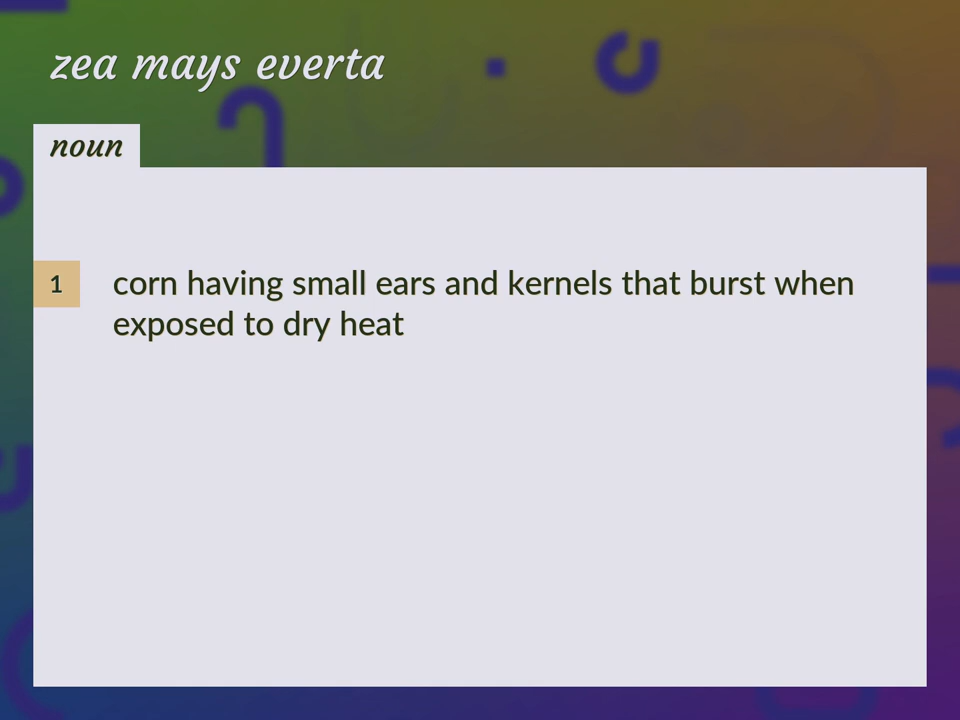 zea mays everta
noun
1
corn having small ears and kernels that burst when
exposed to dry heat